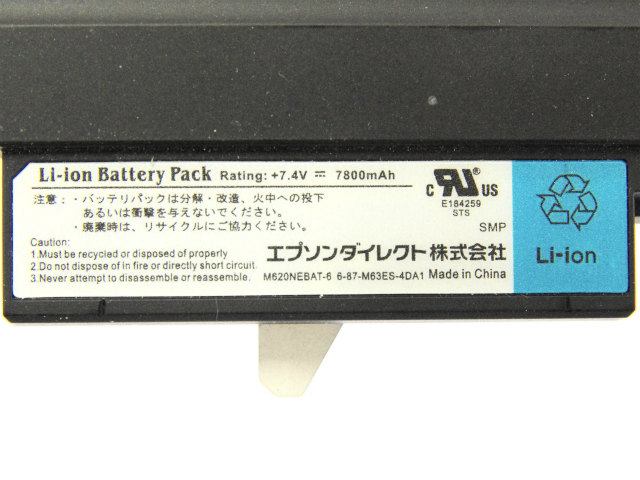 Li-ion Battery Pack Rating: +7.4V ⎓ 7800mAh
注意：・バッテリパックは分解・改造、火中への投下
あるいは衝撃を与えないでください。
・廃棄時は、リサイクルにご協力ください。
Caution:
1.Must be recycled or disposed of properly
2.Do not dispose of in fire or directly short circuit.
3.Never attempt to disassemble or reassemble.
c RU US
E184259
STS
SMP
エプソンダイレクト株式会社
M620NEBAT-6 6-87-M63ES-4DA1 Made in China
Li-ion